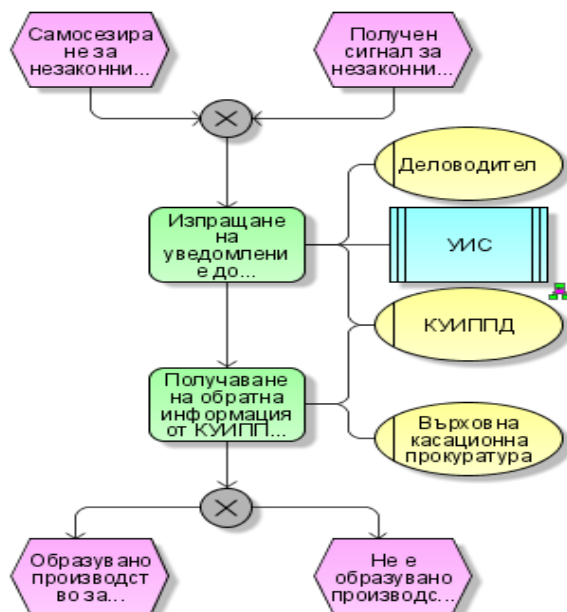 Самосезира
не за
незаконни...
Получен
сигнал за
незаконни...
Деловодител
Изпращане
на
уведомлени
е до...
УИС
КУИППД
Получаване
на обратна
информация
от КУИПП...
Върховна
касационна
прокуратура
Образувано
производст
во за...
Не е
образувано
производс...